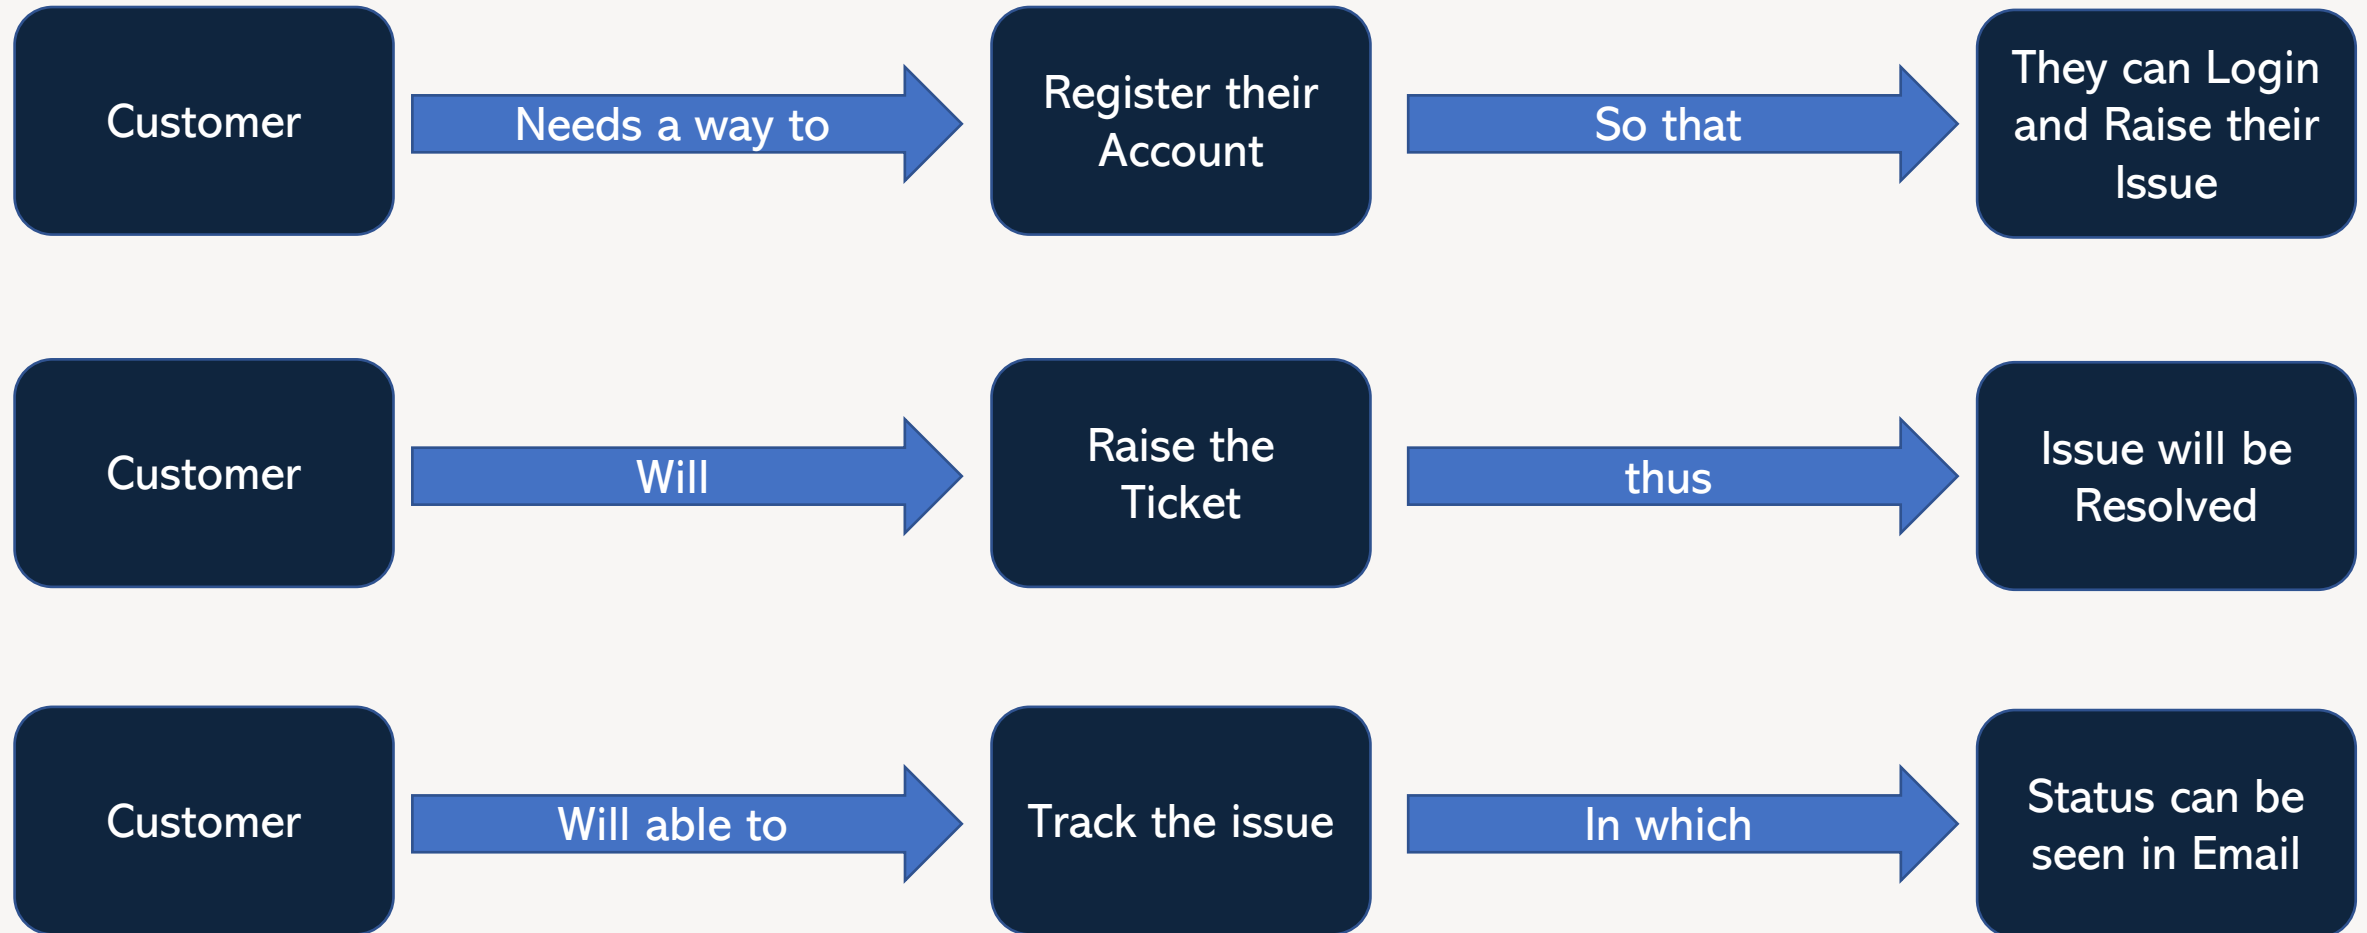 Customer
Needs a way to
Register their
Account
So that
They can Login
and Raise their
Issue
Customer
Will
Raise the
Ticket
thus
Issue will be
Resolved
Customer
Will able to
Track the issue
In which
Status can be
seen in Email